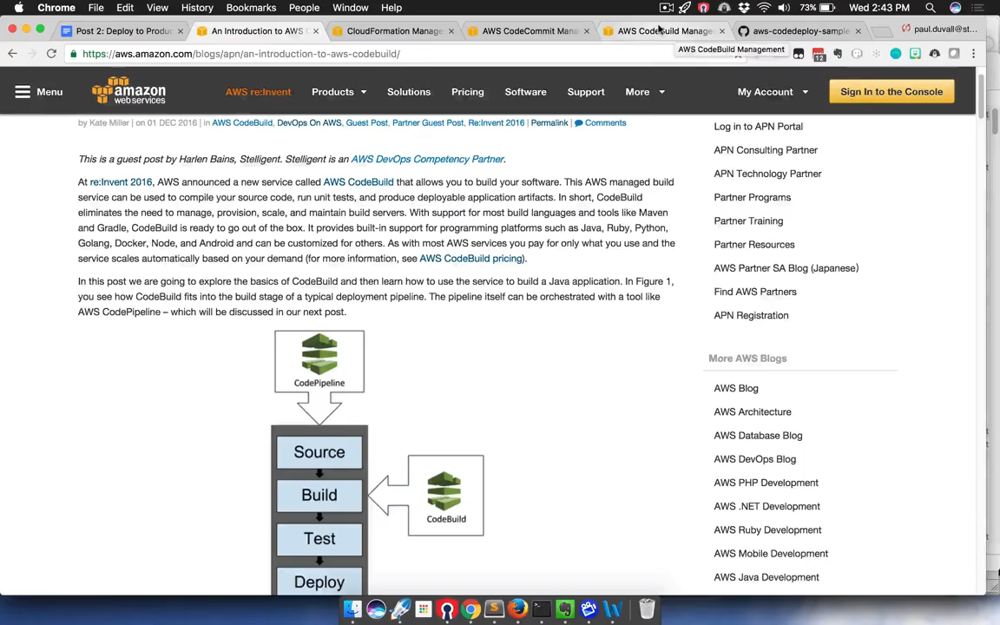 Chrome File Edit View History Bookmarks People Window Help 73% Wed 2:43 PM
Post 2: Deploy to Produ An Introduction to AWS C CloudFormation Manage AWS CodeCommit Mana AWS CodeBuild Manage aws-codedeploy-sample paul.duvall@st...
https://aws.amazon.com/blogs/apn/an-introduction-to-aws-codebuild/
AWS CodeBuild Management
12
Menu amazon web services AWS re:Invent Products Solutions Pricing Software Support More My Account Sign In to the Console
by Kate Miller | on 01 DEC 2016 | in AWS CodeBuild, DevOps On AWS, Guest Post, Partner Guest Post, Re:Invent 2016 | Permalink | Comments
This is a guest post by Harlen Bains, Stelligent. Stelligent is an AWS DevOps Competency Partner.
At re:Invent 2016, AWS announced a new service called AWS CodeBuild that allows you to build your software. This AWS managed build
service can be used to compile your source code, run unit tests, and produce deployable application artifacts. In short, CodeBuild
eliminates the need to manage, provision, scale, and maintain build servers. With support for most build languages and tools like Maven
and Gradle, CodeBuild is ready to go out of the box. It provides built-in support for programming platforms such as Java, Ruby, Python,
Golang, Docker, Node, and Android and can be customized for others. As with most AWS services you pay for only what you use and the
service scales automatically based on your demand (for more information, see AWS CodeBuild pricing).
In this post we are going to explore the basics of CodeBuild and then learn how to use the service to build a Java application. In Figure 1,
you see how CodeBuild fits into the build stage of a typical deployment pipeline. The pipeline itself can be orchestrated with a tool like
AWS CodePipeline – which will be discussed in our next post.
CodePipeline
Source
Build
CodeBuild
Test
Deploy
Log in to APN Portal
APN Consulting Partner
APN Technology Partner
Partner Programs
Partner Training
Partner Resources
AWS Partner SA Blog (Japanese)
Find AWS Partners
APN Registration
More AWS Blogs
AWS Blog
AWS Architecture
AWS Database Blog
AWS DevOps Blog
AWS PHP Development
AWS .NET Development
AWS Ruby Development
AWS Mobile Development
AWS Java Development